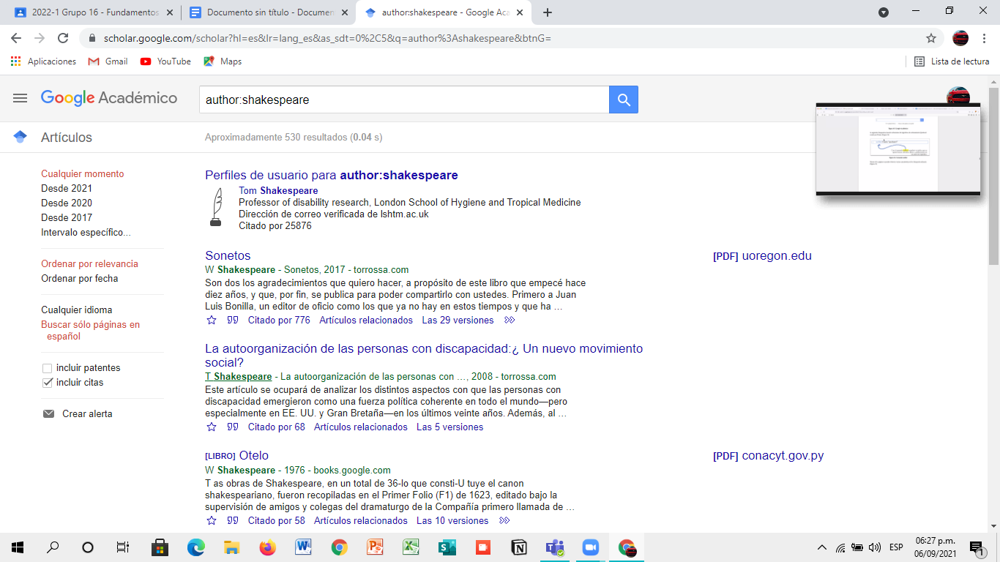 2022-1 Grupo 16 - Fundamentos
Documento sin título - Documen
author:shakespeare - Google Aca
scholar.google.com/scholar?hl=es&lr=lang_es&as_sdt=0%2C5&q=author%3Ashakespeare&btnG=
Aplicaciones
Gmail
YouTube
Maps
Lista de lectura
Google Académico
author:shakespeare
Artículos
Aproximadamente 530 resultados (0.04 s)
Cualquier momento
Desde 2021
Desde 2020
Desde 2017
Intervalo específico...
Ordenar por relevancia
Ordenar por fecha
Cualquier idioma
Buscar sólo páginas en
español
incluir patentes
incluir citas
Crear alerta
Perfiles de usuario para author:shakespeare
Tom Shakespeare
Professor of disability research, London School of Hygiene and Tropical Medicine
Dirección de correo verificada de lshtm.ac.uk
Citado por 25876
Sonetos
[PDF] uoregon.edu
W Shakespeare - Sonetos, 2017 - torrossa.com
Son dos los agradecimientos que quiero hacer, a propósito de este libro que empecé hace
diez años, y que, por fin, se publica para poder compartirlo con ustedes. Primero a Juan
Luis Bonilla, un editor de oficio como los que ya no hay en estos tiempos y que ha ...
Citado por 776 Artículos relacionados Las 29 versiones
La autoorganización de las personas con discapacidad:¿ Un nuevo movimiento
social?
T Shakespeare - La autoorganización de las personas con …, 2008 - torrossa.com
Este artículo se ocupará de analizar los distintos aspectos con que las personas con
discapacidad emergieron como una fuerza política coherente en todo el mundo—pero
especialmente en EE. UU. y Gran Bretaña—en los últimos veinte años. Además, al ...
Citado por 68 Artículos relacionados Las 5 versiones
[LIBRO] Otelo
[PDF] conacyt.gov.py
W Shakespeare - 1976 - books.google.com
T as obras de Shakespeare, en un total de 36-lo que consti-U tuye el canon
shakespeariano, fueron recopiladas en el Primer Folio (F1) de 1623, editado bajo la
supervisión de amigos y colegas del dramaturgo de la Compañía primero llamada de ...
Citado por 58 Artículos relacionados Las 10 versiones
ESP
06:27 p.m.
06/09/2021
1